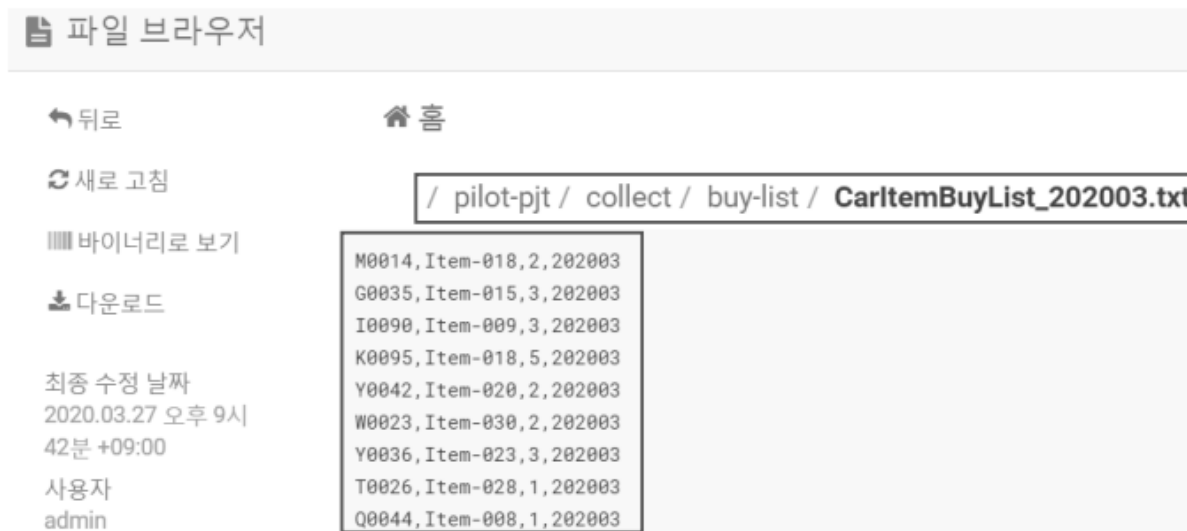 파일 브라우저
뒤로
새로 고침
바이너리로 보기
다운로드
최종 수정 날짜
2020.03.27 오후 9시
42분 +09:00
사용자
admin
홈
/ pilot-pjt / collect / buy-list / CarItemBuyList_202003.txt
M0014,Item-018,2,202003
G0035,Item-015,3,202003
I0090,Item-009,3,202003
K0095,Item-018,5,202003
Y0042,Item-020,2,202003
W0023,Item-030,2,202003
Y0036,Item-023,3,202003
T0026,Item-028,1,202003
Q0044,Item-008,1,202003